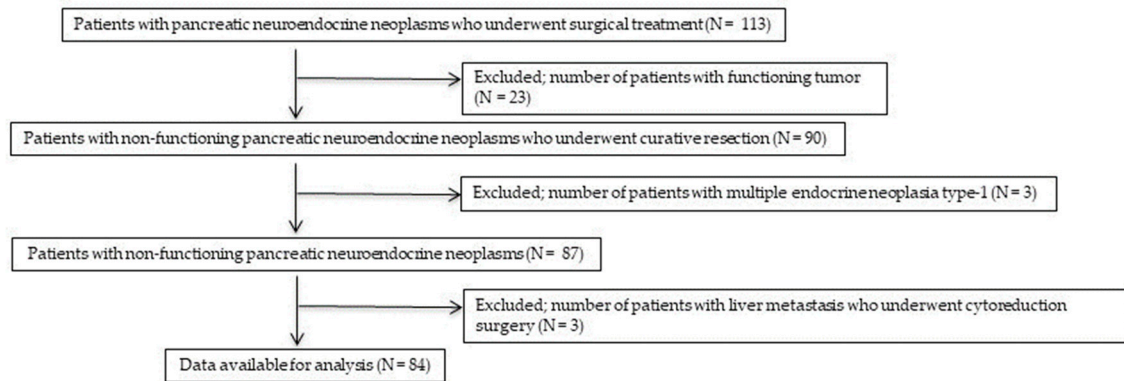 Patients with pancreatic neuroendocrine neoplasms who underwent surgical treatment (N = 113)
Excluded; number of patients with functioning tumor
(N = 23)
Patients with non-functioning pancreatic neuroendocrine neoplasms who underwent curative resection (N = 90)
Excluded; number of patients with multiple endocrine neoplasia type-1 (N = 3)
Patients with non-functioning pancreatic neuroendocrine neoplasms (N = 87)
Excluded; number of patients with liver metastasis who underwent cytoreduction
surgery (N = 3)
Data available for analysis (N = 84)